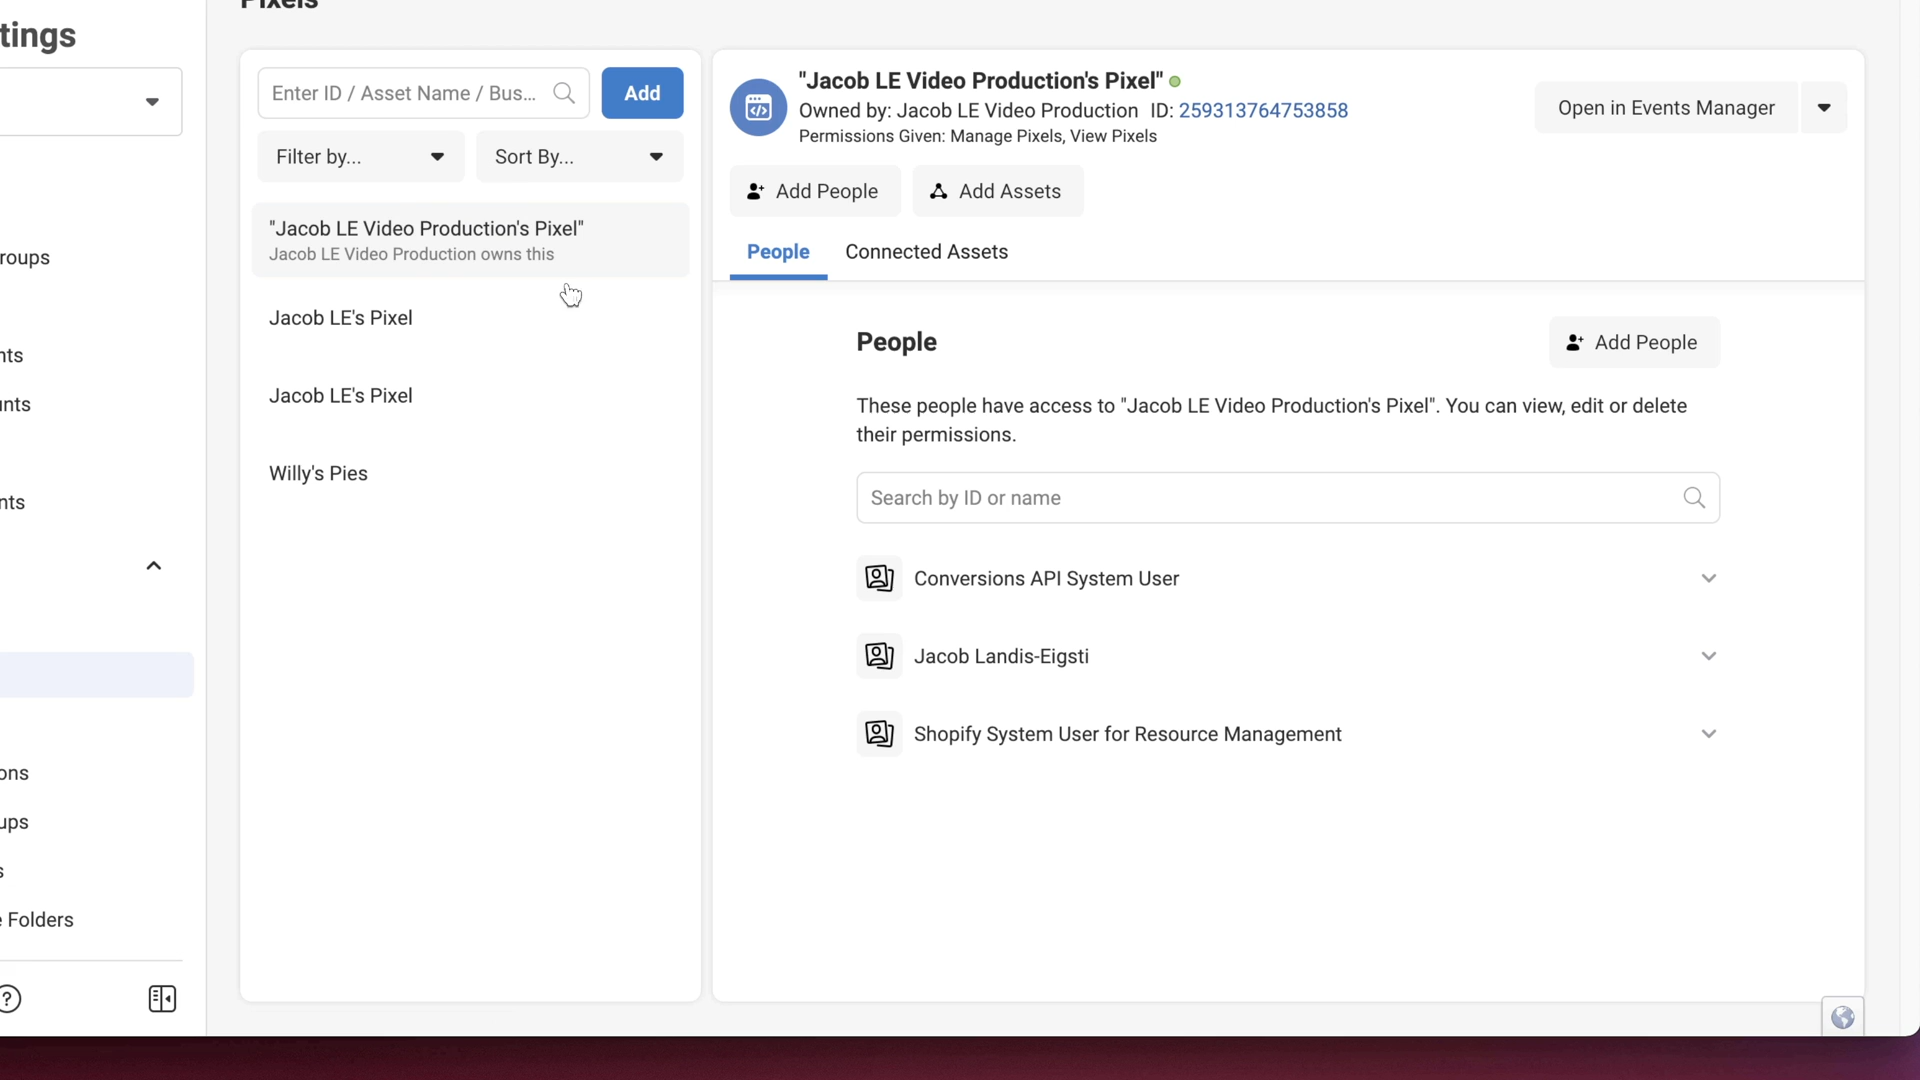 Pixels
tings
Enter ID / Asset Name / Bus...
Add
Filter by...
Sort By...
"Jacob LE Video Production's Pixel"
Jacob LE Video Production owns this
Jacob LE's Pixel
Jacob LE's Pixel
Willy's Pies
roups
nts
unts
nts
ons
ups
s
e Folders
"Jacob LE Video Production's Pixel"
Owned by: Jacob LE Video Production ID: 259313764753858
Permissions Given: Manage Pixels, View Pixels
Open in Events Manager
Add People
Add Assets
People
Connected Assets
People
Add People
These people have access to "Jacob LE Video Production's Pixel". You can view, edit or delete
their permissions.
Search by ID or name
Conversions API System User
Jacob Landis-Eigsti
Shopify System User for Resource Management